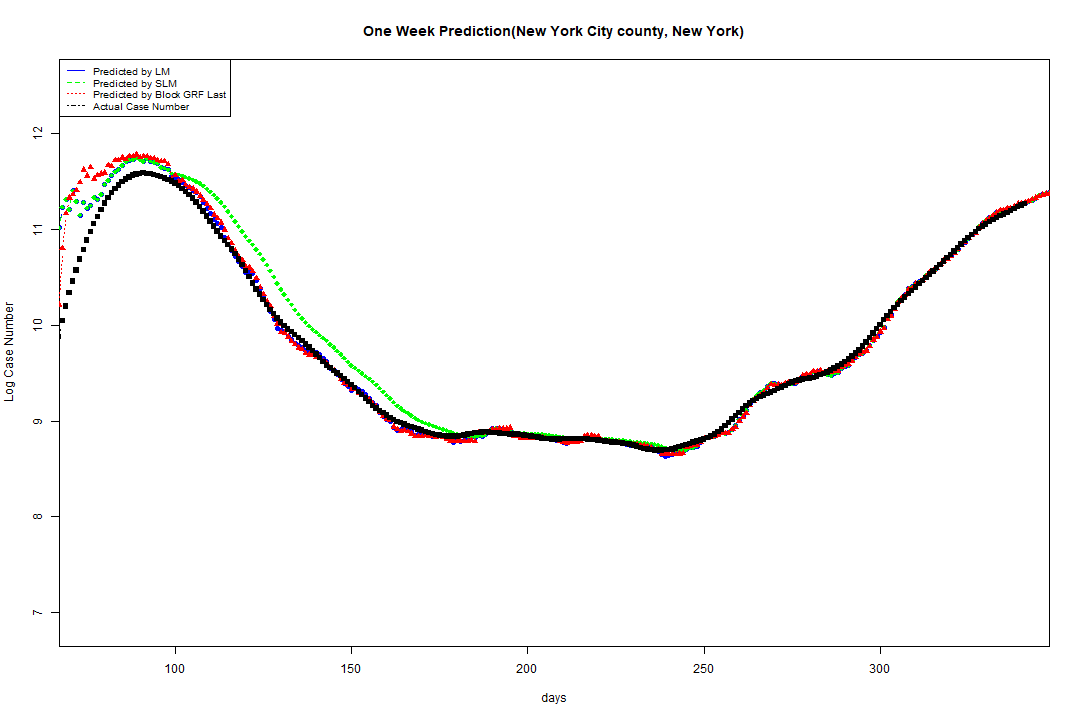 One Week Prediction(New York City county, New York)
Predicted by LM
Predicted by SLM
Predicted by Block GRF Last
Actual Case Number
12
11
10
9
8
7
Log Case Number
100 150 200 250 300
days